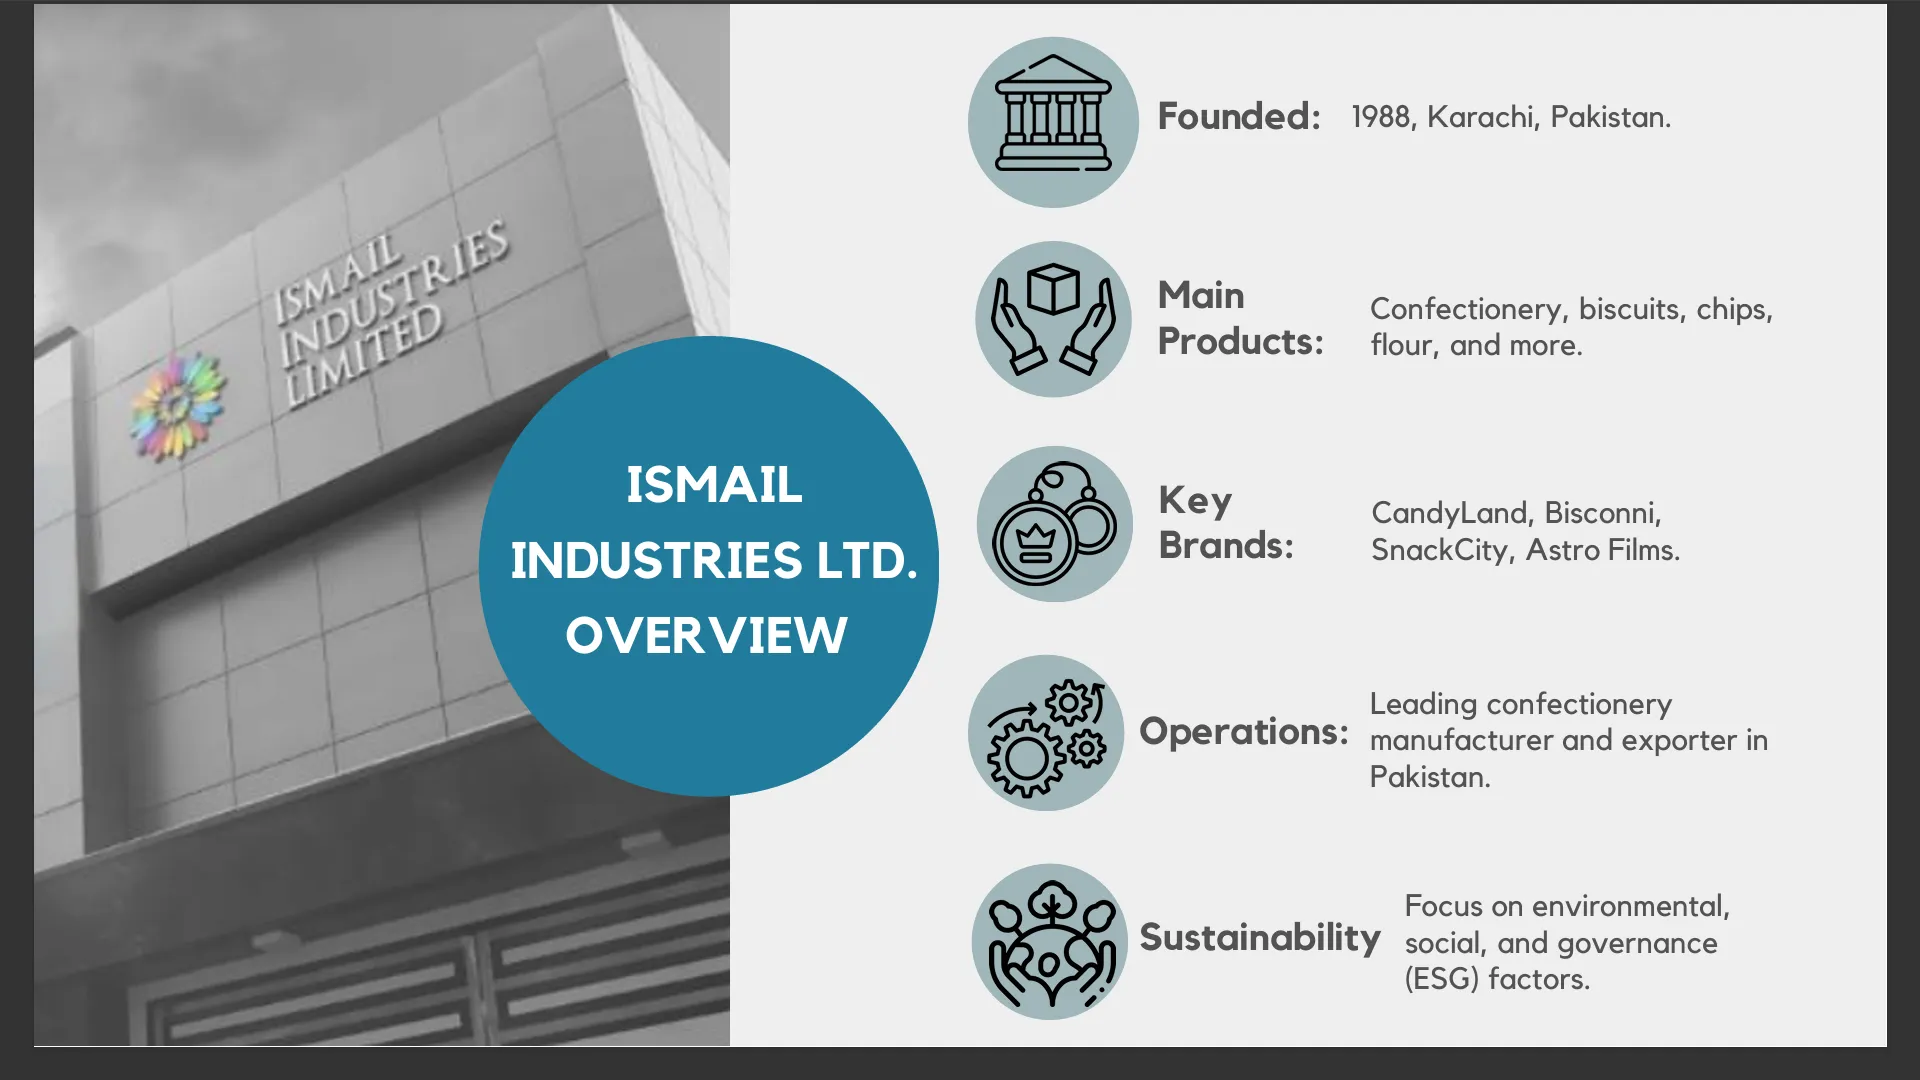 ISMAIL
INDUSTRIES
LIMITED
ISMAIL
INDUSTRIES LTD.
OVERVIEW
Founded: 1988, Karachi, Pakistan.
Main
Products:
Confectionery, biscuits, chips,
flour, and more.
Key
Brands:
CandyLand, Bisconni,
SnackCity, Astro Films.
Operations:
Leading confectionery
manufacturer and exporter in
Pakistan.
Sustainability
Focus on environmental,
social, and governance
(ESG) factors.